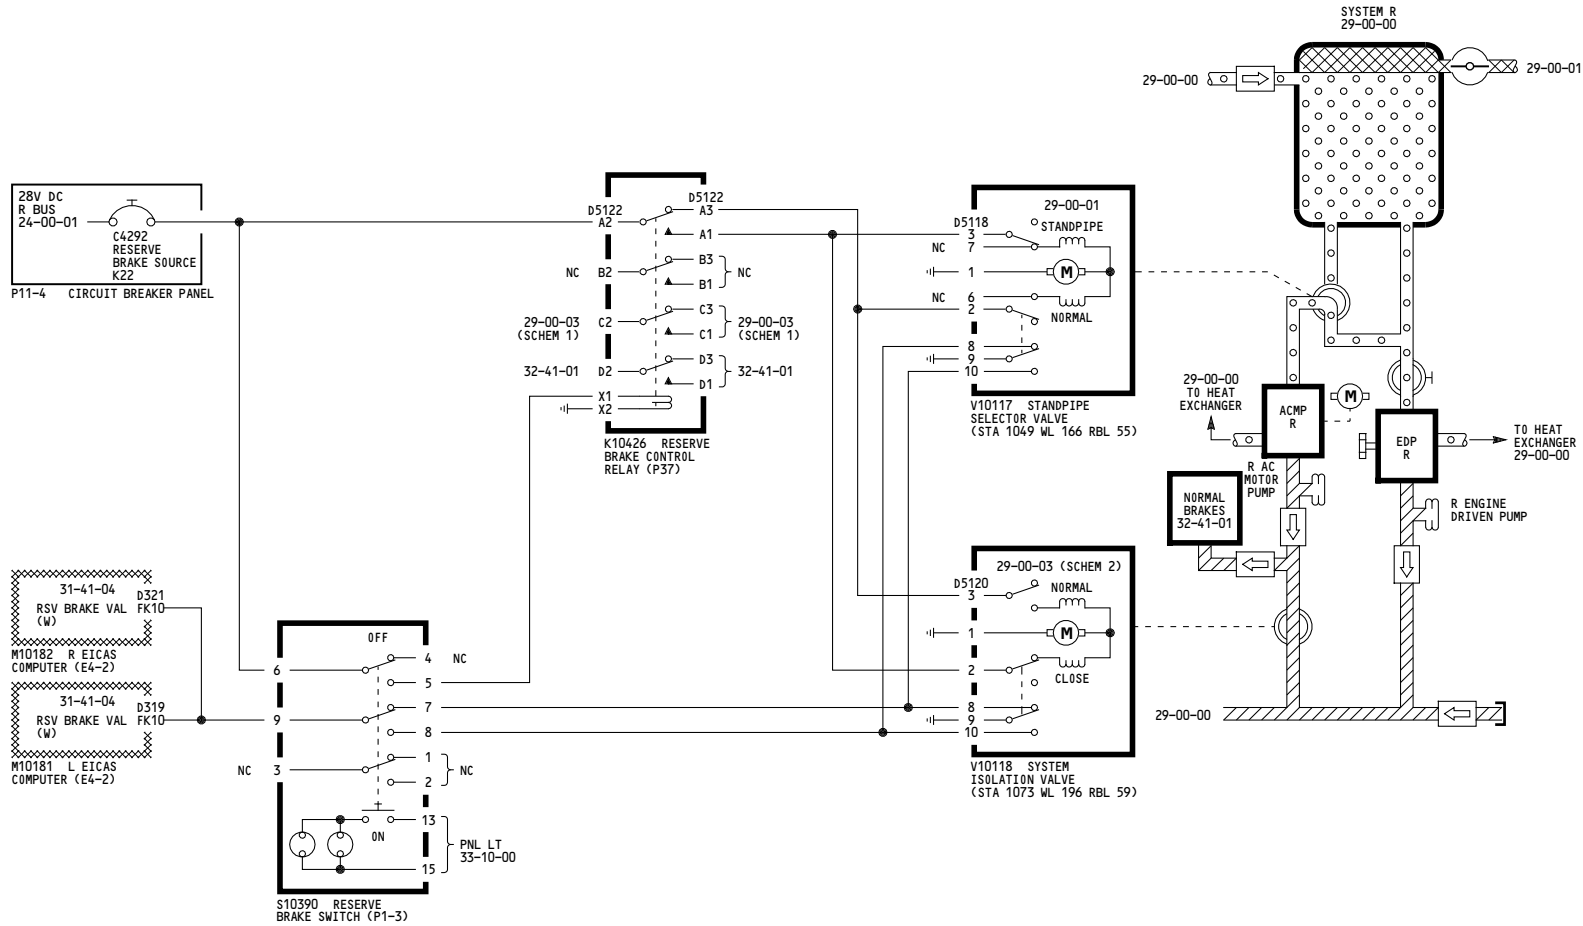 SYSTEM R
29-00-00
29-00-00
29-00-01
28V DC
R BUS
24-00-01
C4292
RESERVE
BRAKE SOURCE
K22
P11-4 CIRCUIT BREAKER PANEL
D5122
D5122
A2
A3
A1
NC
B2
B3
B1
NC
29-00-03
(SCHEM 1)
C2
C3
C1
29-00-03
(SCHEM 1)
32-41-01
D2
D3
D1
32-41-01
X1
X2
K10426 RESERVE
BRAKE CONTROL
RELAY (P37)
29-00-01
STANDPIPE
D5118
3
NC
7
1
M
NC
6
2
NORMAL
8
9
10
V10117 STANDPIPE
SELECTOR VALVE
(STA 1049 WL 166 RBL 55)
29-00-00
TO HEAT
EXCHANGER
ACMP
R
M
EDP
R
TO HEAT
EXCHANGER
29-00-00
R AC
MOTOR
PUMP
NORMAL
BRAKES
32-41-01
R ENGINE
DRIVEN PUMP
31-41-04
RSV BRAKE VAL
(W)
D321
FK10
M10182 R EICAS
COMPUTER (E4-2)
31-41-04
RSV BRAKE VAL
(W)
D319
FK10
M10181 L EICAS
COMPUTER (E4-2)
OFF
6
4
NC
5
9
7
8
NC
3
1
2
NC
ON
13
15
PNL LT
33-10-00
S10390 RESERVE
BRAKE SWITCH (P1-3)
29-00-03 (SCHEM 2)
D5120
3
NORMAL
1
M
2
CLOSE
8
9
10
V10118 SYSTEM
ISOLATION VALVE
(STA 1073 WL 196 RBL 59)
29-00-00